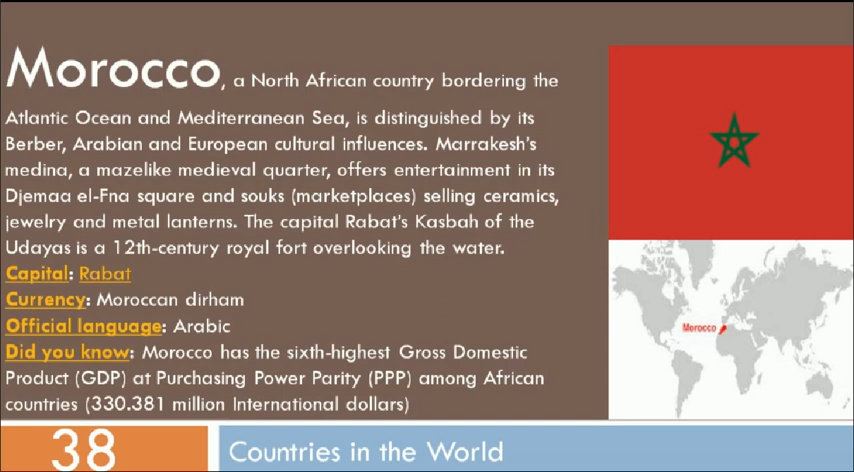 Morocco, a North African country bordering the
Atlantic Ocean and Mediterranean Sea, is distinguished by its
Berber, Arabian and European cultural influences. Marrakesh's
medina, a mazelike medieval quarter, offers entertainment in its
Djemaa el-Fna square and souks (marketplaces) selling ceramics,
jewelry and metal lanterns. The capital Rabat's Kasbah of the
Udayas is a 12th-century royal fort overlooking the water.
Capital: Rabat
Currency: Moroccan dirham
Official language: Arabic
Did you know: Morocco has the sixth-highest Gross Domestic
Product (GDP) at Purchasing Power Parity (PPP) among African
countries (330.381 million International dollars)
Morocco
38
Countries in the World